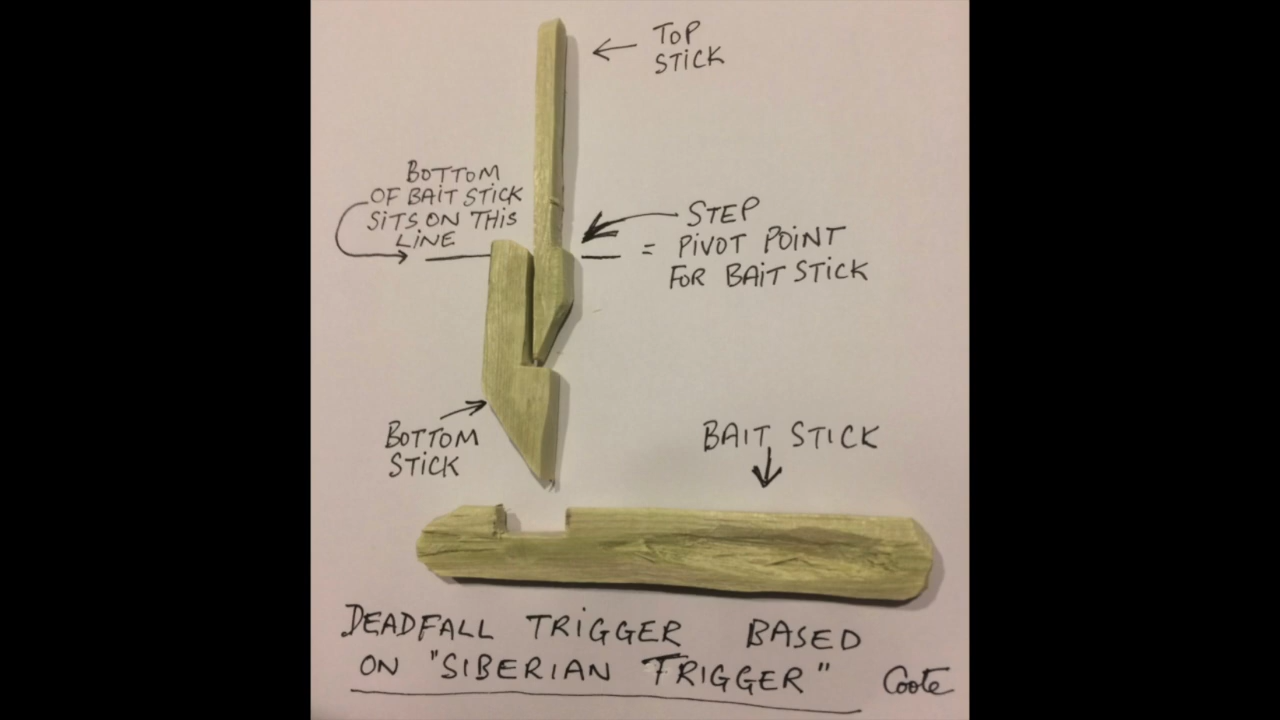 TOP
STICK
BOTTOM
OF BAIT STICK
SITS ON THIS
LINE
STEP
= PIVOT POINT
FOR BAIT STICK
BOTTOM
STICK
BAIT STICK
DEADFALL TRIGGER BASED
ON "SIBERIAN TRIGGER"
Coote